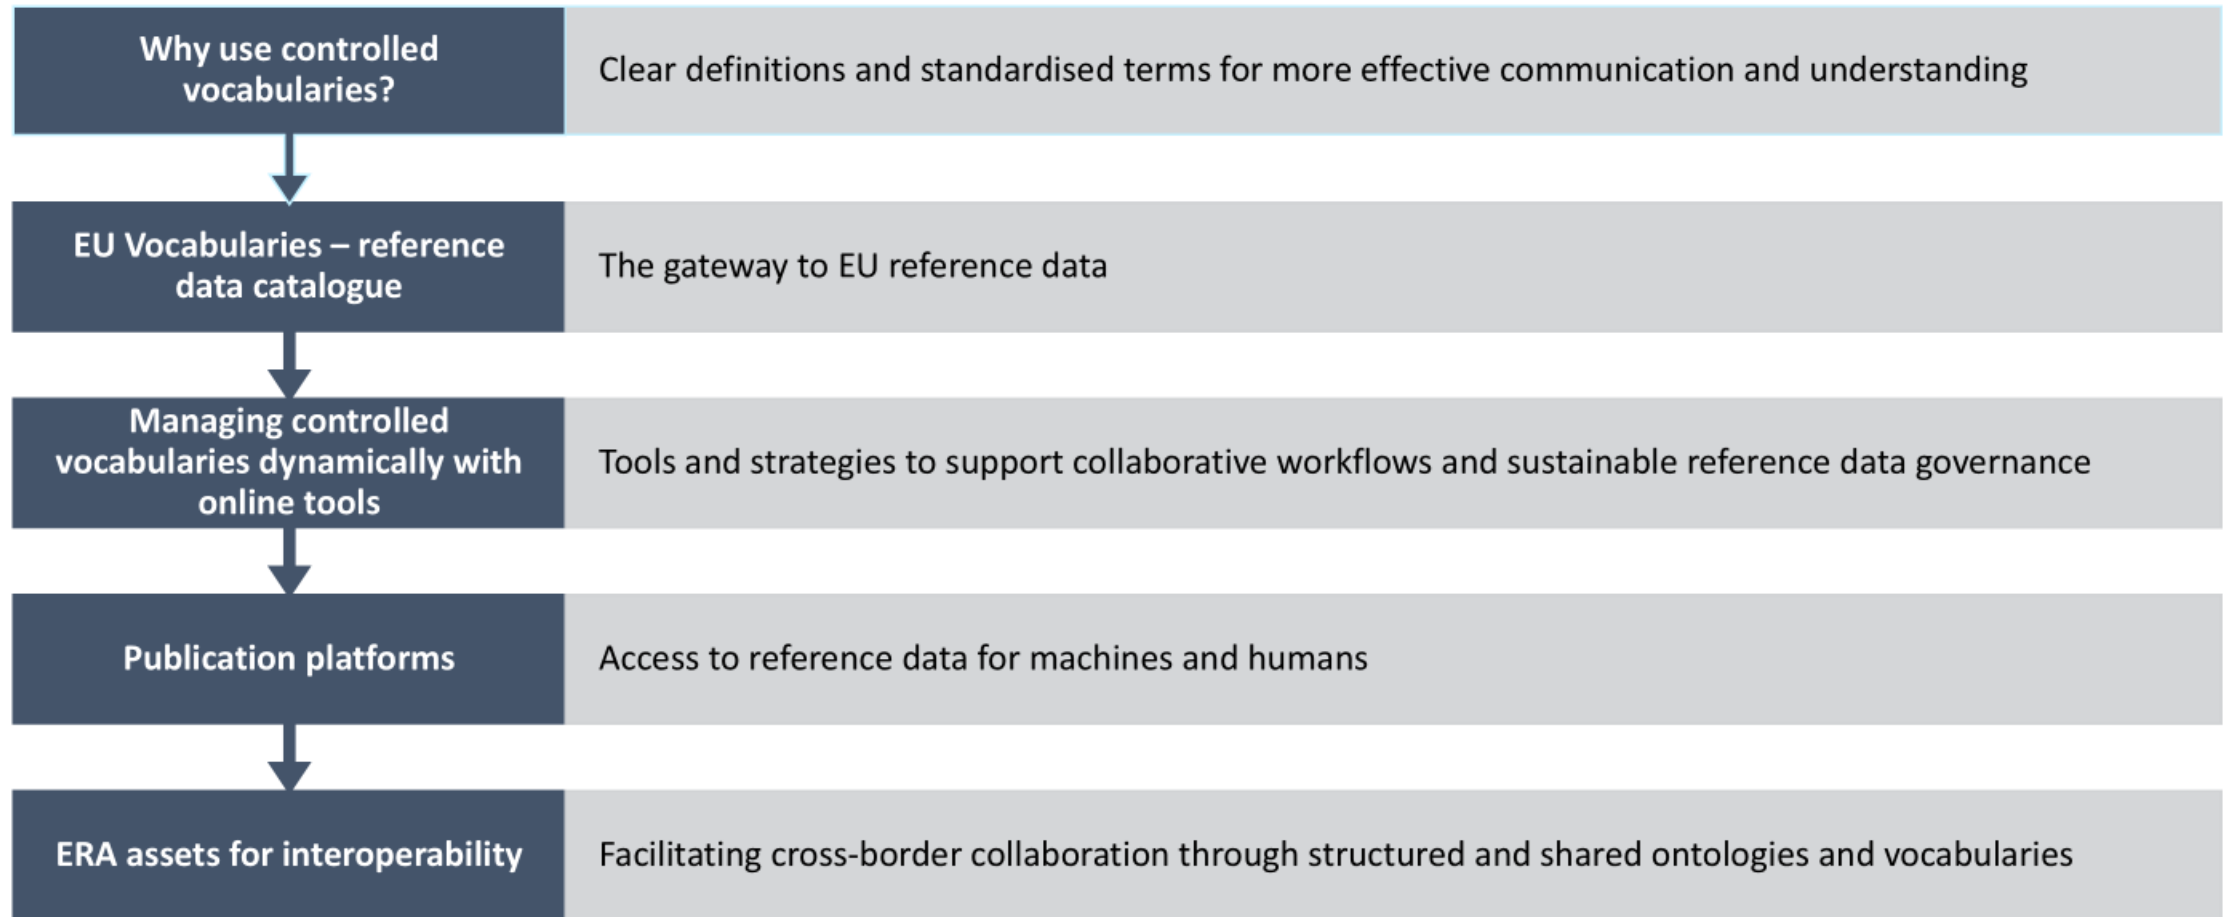 Why use controlled
vocabularies?
Clear definitions and standardised terms for more effective communication and understanding
EU Vocabularies – reference
data catalogue
The gateway to EU reference data
Managing controlled
vocabularies dynamically with
online tools
Tools and strategies to support collaborative workflows and sustainable reference data governance
Publication platforms
Access to reference data for machines and humans
ERA assets for interoperability
Facilitating cross-border collaboration through structured and shared ontologies and vocabularies